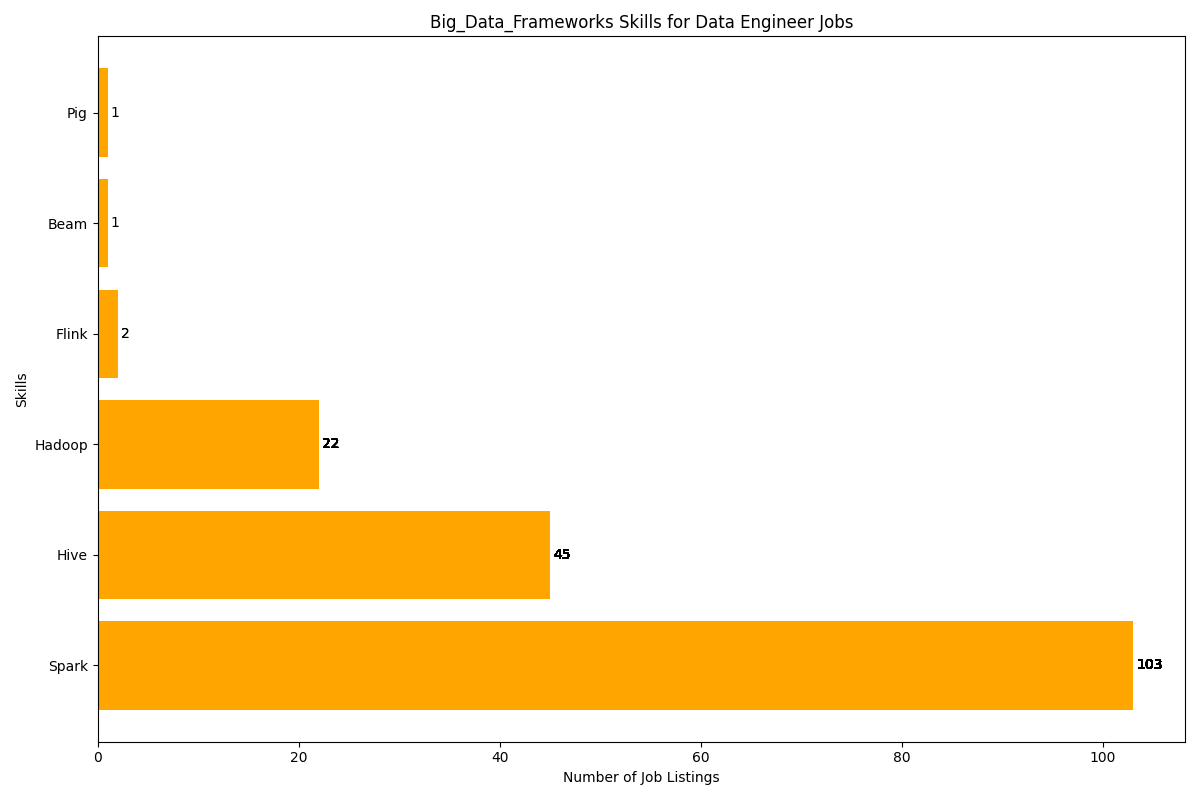 Big_Data_Frameworks Skills for Data Engineer Jobs
Pig 1
Beam 1
Flink 2
Hadoop 22
Hive 45
Spark 103
Skills
0 20 40 60 80 100
Number of Job Listings